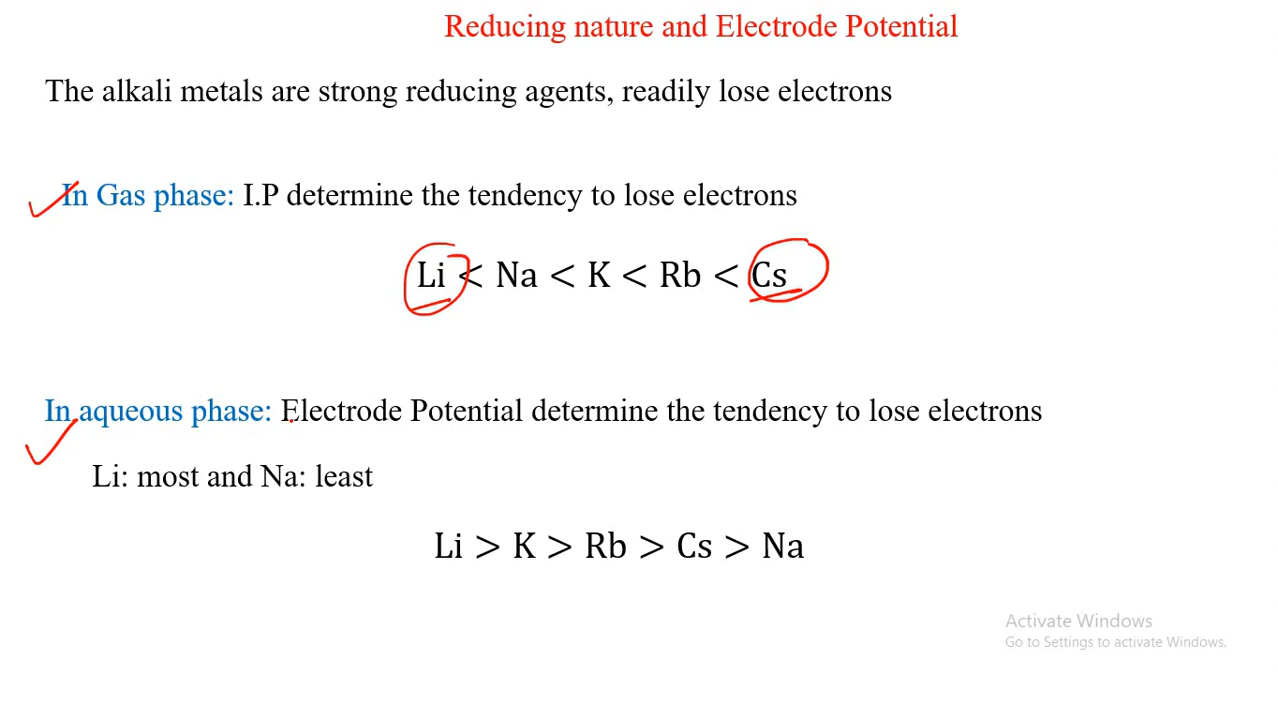 Reducing nature and Electrode Potential
The alkali metals are strong reducing agents, readily lose electrons
In Gas phase: I.P determine the tendency to lose electrons
Li < Na < K < Rb < Cs
In aqueous phase: Electrode Potential determine the tendency to lose electrons
Li: most and Na: least
Li > K > Rb > Cs > Na
Activate Windows
Go to Settings to activate Windows.